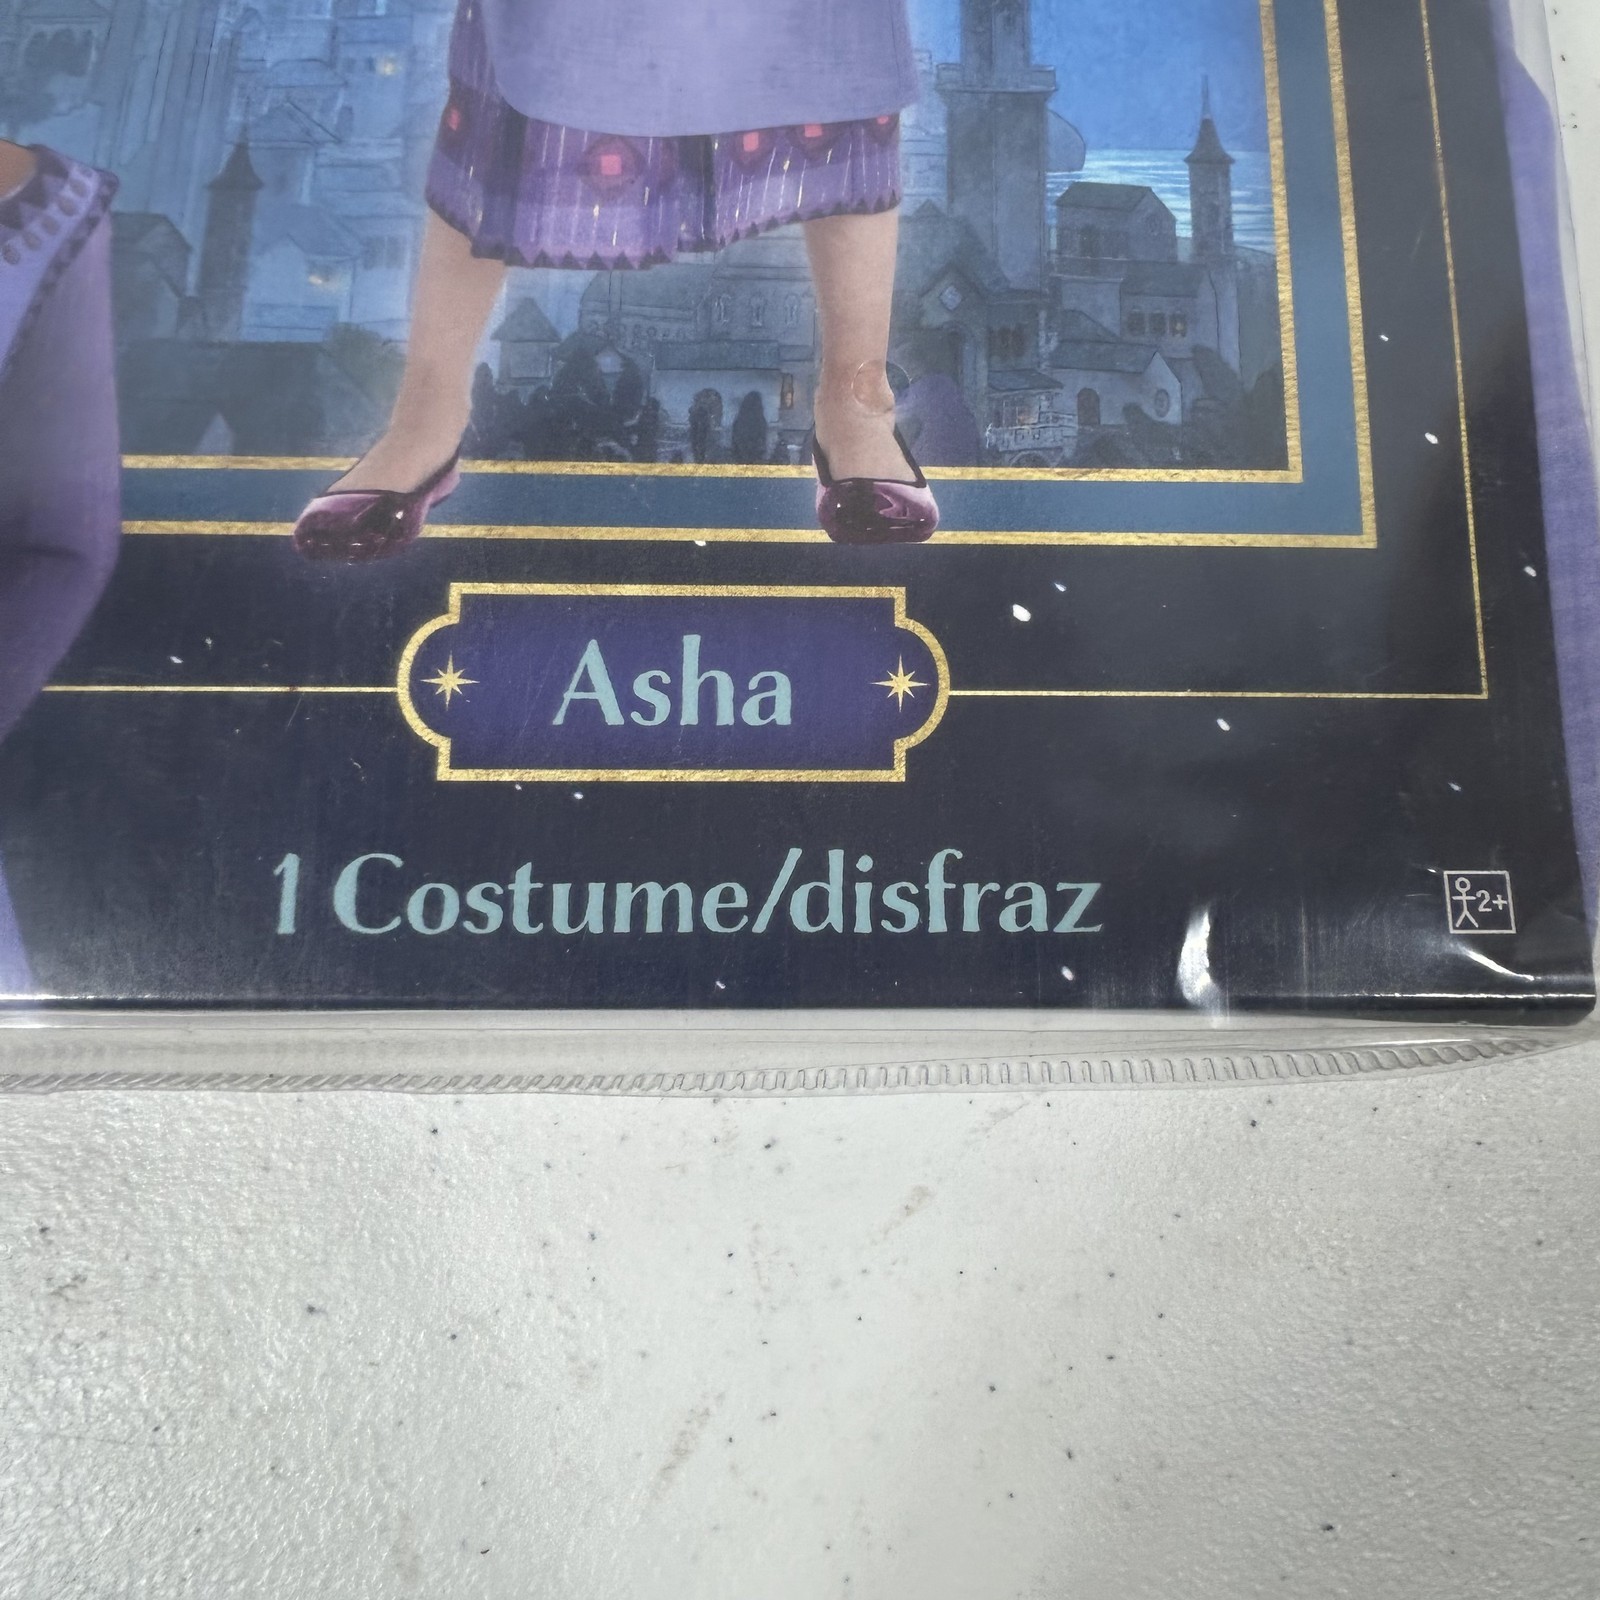 Asha
1 Costume/disfraz
2+